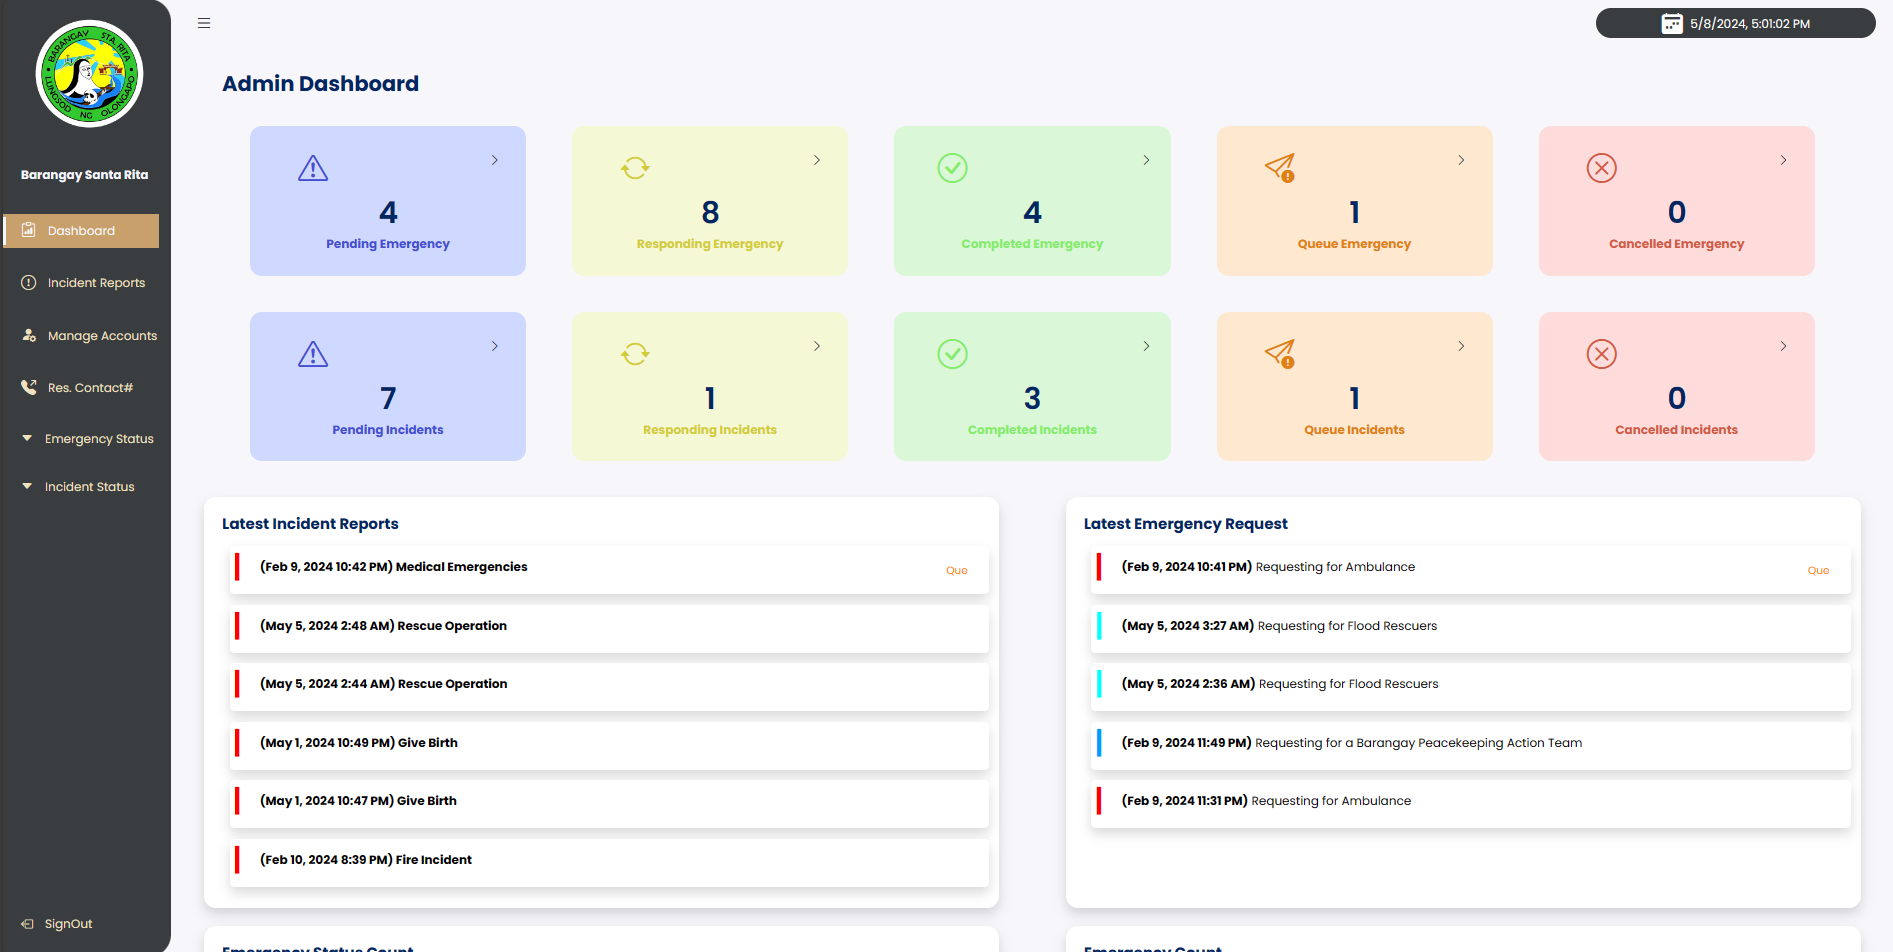 BARANGAY STA. RITA
LUNGSOD NG OLONGAPO
Barangay Santa Rita
Dashboard
Incident Reports
Manage Accounts
Res. Contact#
Emergency Status
Incident Status
SignOut
5/8/2024, 5:01:02 PM
Admin Dashboard
4
Pending Emergency
8
Responding Emergency
4
Completed Emergency
1
Queue Emergency
0
Cancelled Emergency
7
Pending Incidents
1
Responding Incidents
3
Completed Incidents
1
Queue Incidents
0
Cancelled Incidents
Latest Incident Reports
(Feb 9, 2024 10:42 PM) Medical Emergencies
Que
(May 5, 2024 2:48 AM) Rescue Operation
(May 5, 2024 2:44 AM) Rescue Operation
(May 1, 2024 10:49 PM) Give Birth
(May 1, 2024 10:47 PM) Give Birth
(Feb 10, 2024 8:39 PM) Fire Incident
Latest Emergency Request
(Feb 9, 2024 10:41 PM) Requesting for Ambulance
Que
(May 5, 2024 3:27 AM) Requesting for Flood Rescuers
(May 5, 2024 2:36 AM) Requesting for Flood Rescuers
(Feb 9, 2024 11:49 PM) Requesting for a Barangay Peacekeeping Action Team
(Feb 9, 2024 11:31 PM) Requesting for Ambulance
Emergency Status Count
Emergency Count